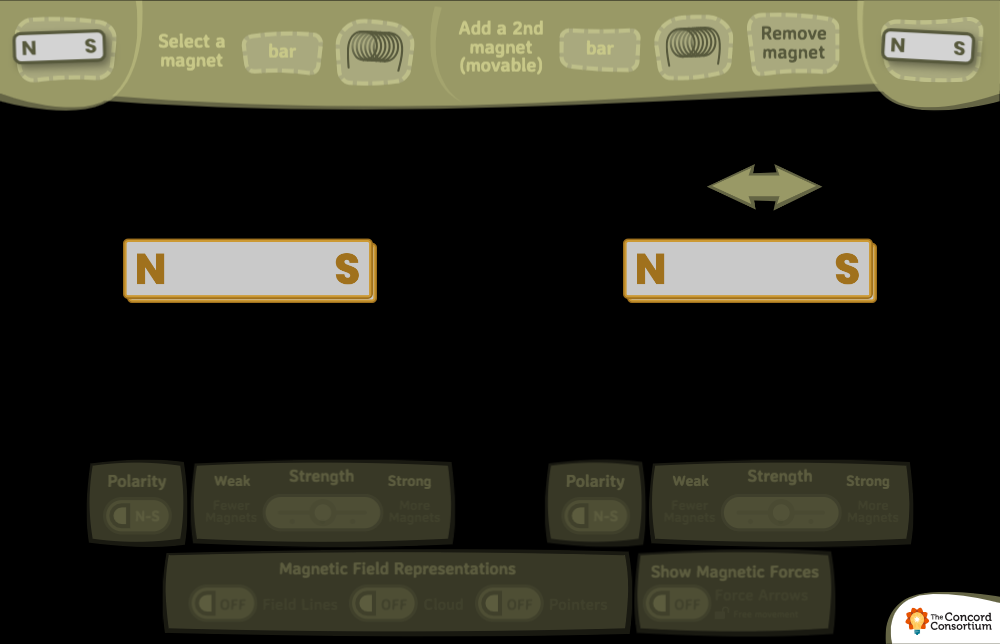 N S
Select a
magnet
bar
Add a 2nd
magnet
(movable)
bar
Remove
magnet
N S
N S
N S
Polarity
N-S
Strength
Weak
Strong
Fewer
Magnets
More
Magnets
Polarity
N-S
Strength
Weak
Strong
Fewer
Magnets
More
Magnets
Magnetic Field Representations
OFF Field Lines OFF Cloud OFF Pointers
Show Magnetic Forces
OFF Force Arrows
The Concord
Consortium